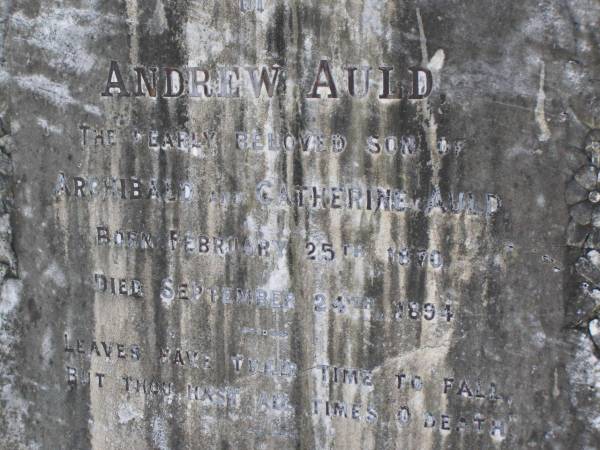 OF
ANDREW AULD
THE DEARLY BELOVED SON OF
ARCHIBALD AND CATHERINE AULD
BORN FEBRUARY 25TH 1870
DIED SEPTEMBER 24TH 1894
LEAVES HAVE THEIR TIME TO FALL,
BUT THOU HAST ALL TIMES O DEATH